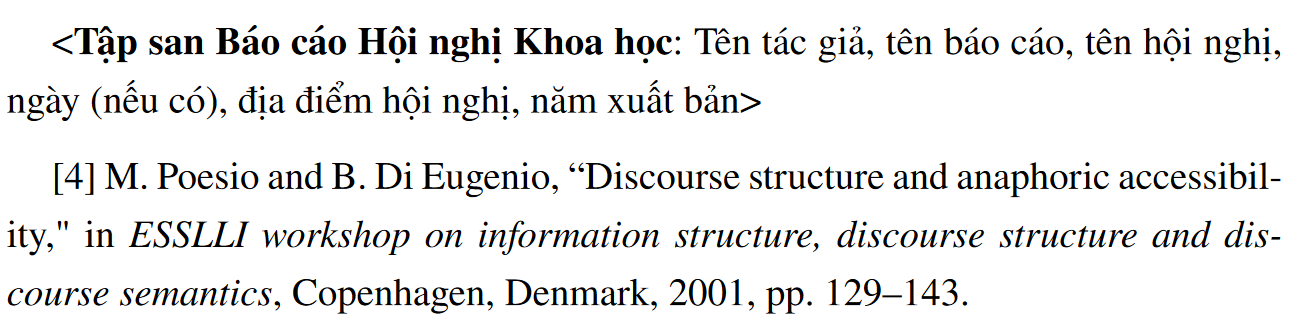 <Tập san Báo cáo Hội nghị Khoa học: Tên tác giả, tên báo cáo, tên hội nghị,
ngày (nếu có), địa điểm hội nghị, năm xuất bản>
[4] M. Poesio and B. Di Eugenio, “Discourse structure and anaphoric accessibil-
ity," in ESSLLI workshop on information structure, discourse structure and dis-
course semantics, Copenhagen, Denmark, 2001, pp. 129–143.